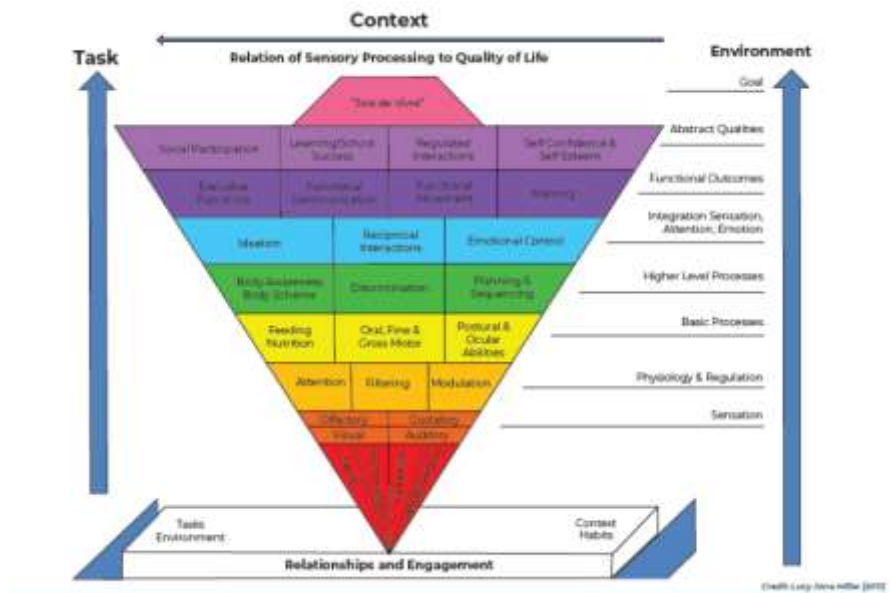 Context
Task
Relation of Sensory Processing to Quality of Life
Environment
Goal
"Joie de Vivre"
Abstract Qualities
Social Participation
Learning/School
Success
Regulated
Interactions
Self Confidence &
Self Esteem
Functional Outcomes
Executive
Functions
Functional
Communication
Functional
Movement
Integration Sensation,
Attention, Emotion
Ideation
Reciprocal
Interactions
Emotional Control
Higher Level Processes
Body Awareness
Body Scheme
Discrimination
Planning &
Sequencing
Basic Processes
Feeding
Nutrition
Oral, Fine &
Gross Motor
Postural &
Ocular
Abilities
Physiology & Regulation
Attention
Filtering
Modulation
Sensation
Olfactory
Gustatory
Visual
Auditory
Tasks
Environment
Context
Habits
Relationships and Engagement
Credit: Lucy Jane Miller